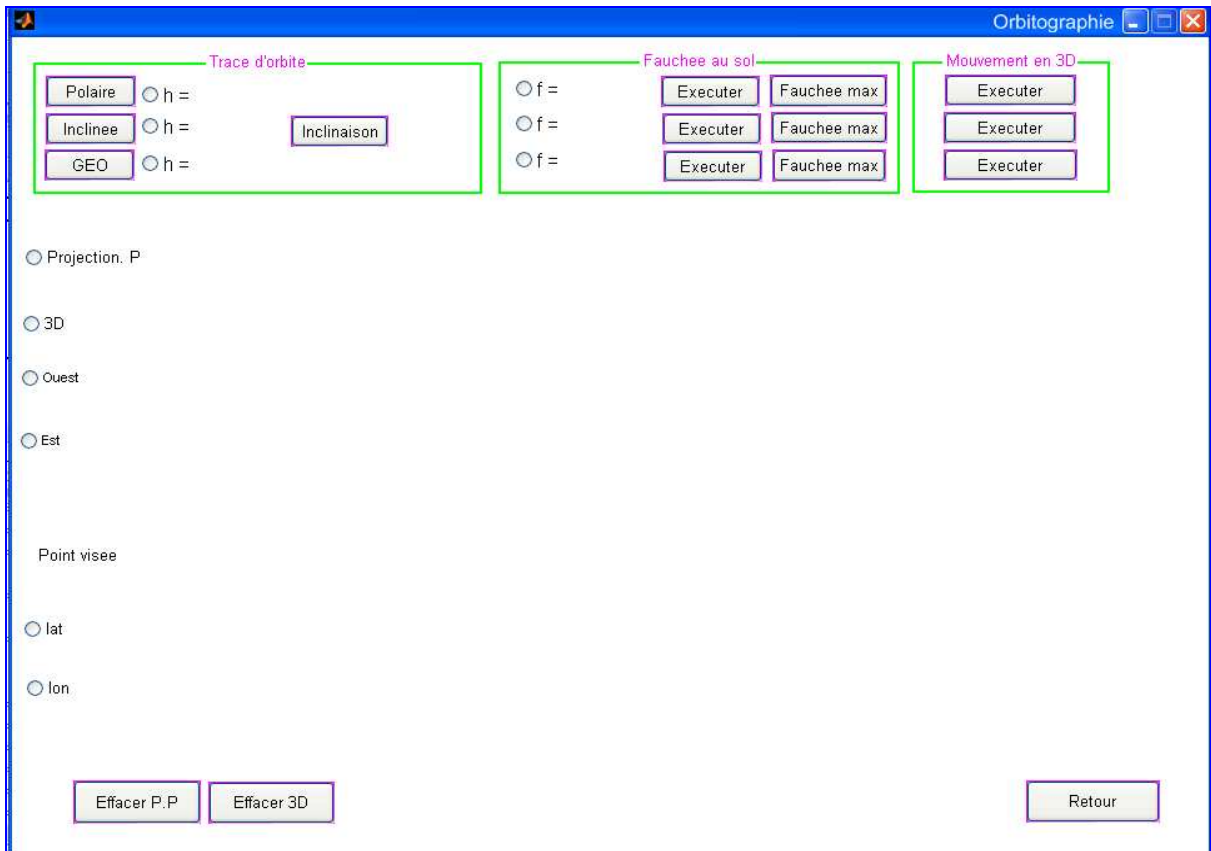 Orbitographie
Trace d'orbite
Polaire h =
Inclinee h = Inclinaison
GEO h =
Fauchee au sol
f = Executer Fauchee max
f = Executer Fauchee max
f = Executer Fauchee max
Mouvement en 3D
Executer
Executer
Executer
Projection. P
3D
Ouest
Est
Point visee
lat
lon
Effacer P.P Effacer 3D Retour